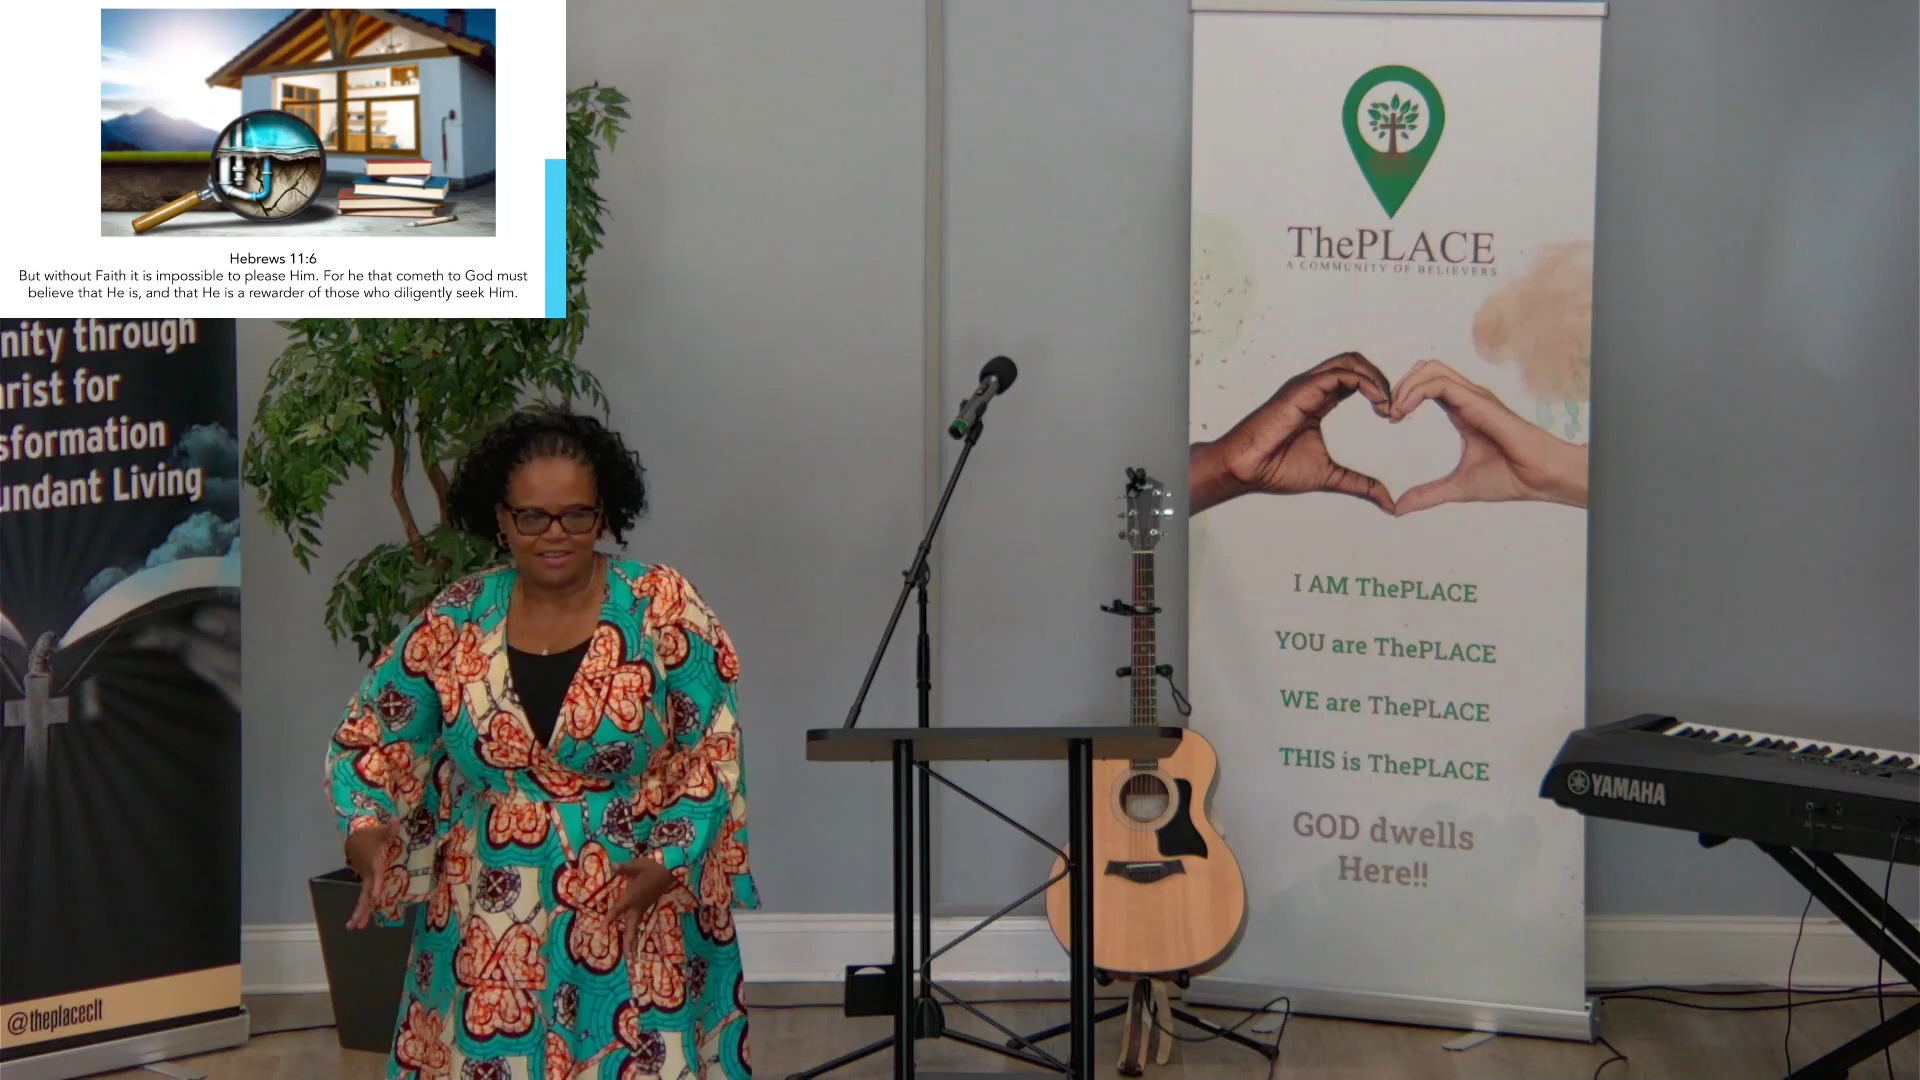 Hebrews 11:6
But without Faith it is impossible to please Him. For he that cometh to God must
believe that He is, and that He is a rewarder of those who diligently seek Him.
nity through
rist for
sformation
undant Living
@theplaceclt
ThePLACE
A COMMUNITY OF BELIEVERS
I AM ThePLACE
YOU are ThePLACE
WE are ThePLACE
THIS is ThePLACE
GOD dwells
Here!!
YAMAHA